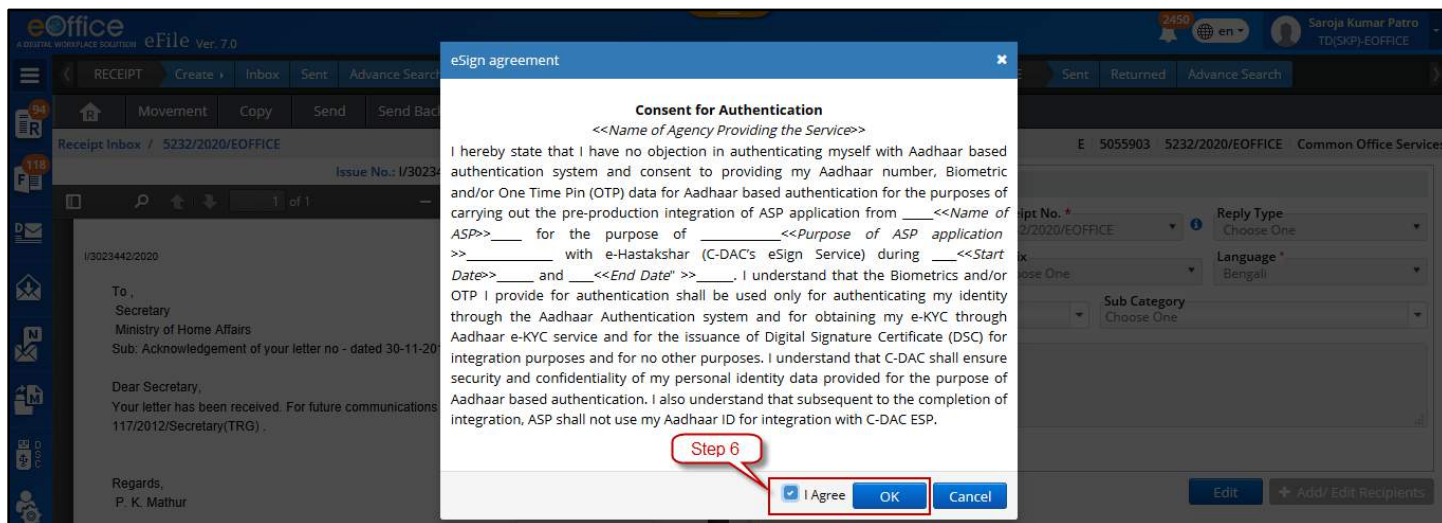 eOffice
A DIGITAL WORKPLACE SOLUTION eFile Ver. 7.0
2450
en
Saroja Kumar Patro
TD(SKP)-EOFFICE
RECEIPT Create Inbox Sent Advance Search
Sent Returned Advance Search
94
R
Movement Copy Send Send Back
Receipt Inbox / 5232/2020/EOFFICE
E 5055903 5232/2020/EOFFICE Common Office Services
118
F
Issue No.: I/30234
1 of 1
Reply Type
Choose One
I/3023442/2020
Language *
Bengali
Sub Category
Choose One
To ,
Secretary
Ministry of Home Affairs
Sub: Acknowledgement of your letter no - dated 30-11-201
Dear Secretary,
Your letter has been received. For future communications
117/2012/Secretary(TRG) .
Regards,
P. K. Mathur
D
N
M
DSC
eSign agreement
Consent for Authentication
<<Name of Agency Providing the Service>>
I hereby state that I have no objection in authenticating myself with Aadhaar based
authentication system and consent to providing my Aadhaar number, Biometric
and/or One Time Pin (OTP) data for Aadhaar based authentication for the purposes of
carrying out the pre-production integration of ASP application from ____<<Name of
ASP>>_____ for the purpose of ___________<<Purpose of ASP application
>>____________ with e-Hastakshar (C-DAC's eSign Service) during ___<<Start
Date>>_____ and ___<<End Date" >>_____. I understand that the Biometrics and/or
OTP I provide for authentication shall be used only for authenticating my identity
through the Aadhaar Authentication system and for obtaining my e-KYC through
Aadhaar e-KYC service and for the issuance of Digital Signature Certificate (DSC) for
integration purposes and for no other purposes. I understand that C-DAC shall ensure
security and confidentiality of my personal identity data provided for the purpose of
Aadhaar based authentication. I also understand that subsequent to the completion of
integration, ASP shall not use my Aadhaar ID for integration with C-DAC ESP.
Step 6
I Agree OK Cancel
Edit + Add/ Edit Recipients